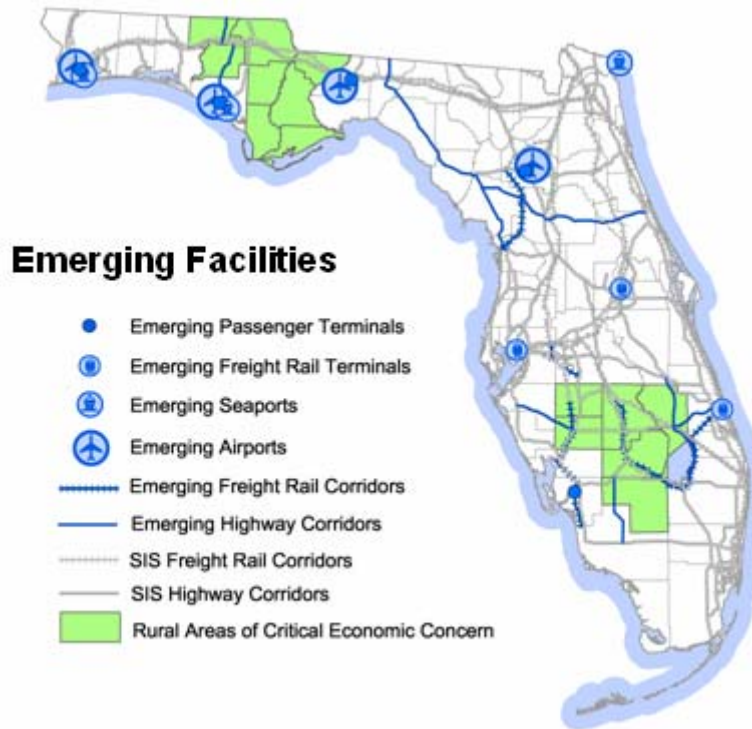 Emerging Facilities
Emerging Passenger Terminals
Emerging Freight Rail Terminals
Emerging Seaports
Emerging Airports
Emerging Freight Rail Corridors
Emerging Highway Corridors
SIS Freight Rail Corridors
SIS Highway Corridors
Rural Areas of Critical Economic Concern